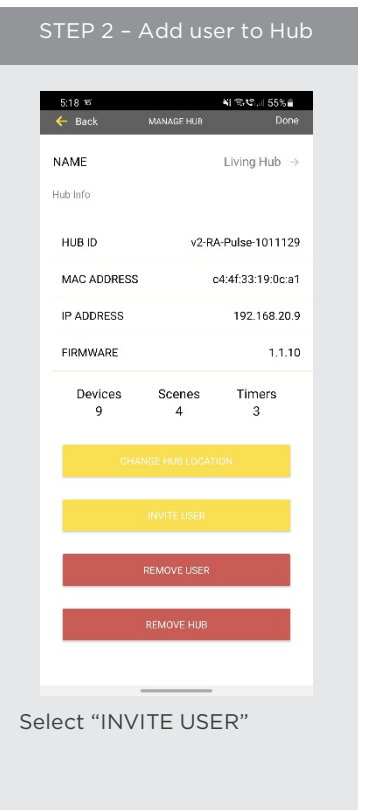 STEP 2 – Add user to Hub
5:18
55%
← Back MANAGE HUB Done
NAME Living Hub →
Hub Info
HUB ID v2-RA-Pulse-1011129
MAC ADDRESS c4:4f:33:19:0c:a1
IP ADDRESS 192.168.20.9
FIRMWARE 1.1.10
Devices Scenes Timers
9 4 3
CHANGE HUB LOCATION
INVITE USER
REMOVE USER
REMOVE HUB
Select “INVITE USER”